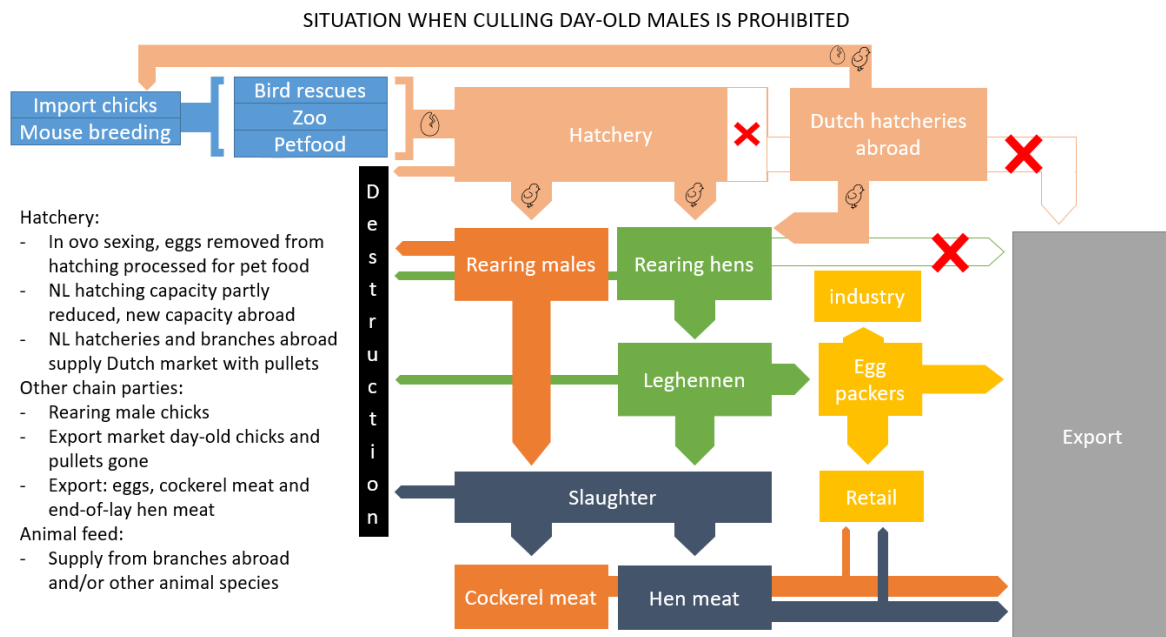 SITUATION WHEN CULLING DAY-OLD MALES IS PROHIBITED
Import chicks
Mouse breeding
Bird rescues
Zoo
Petfood
Hatchery
Dutch hatcheries
abroad
Destruction
Hatchery:
- In ovo sexing, eggs removed from
hatching processed for pet food
- NL hatching capacity partly
reduced, new capacity abroad
- NL hatcheries and branches abroad
supply Dutch market with pullets
Other chain parties:
- Rearing male chicks
- Export market day-old chicks and
pullets gone
- Export: eggs, cockerel meat and
end-of-lay hen meat
Animal feed:
- Supply from branches abroad
and/or other animal species
Rearing males
Rearing hens
industry
Leghennen
Egg
packers
Export
Slaughter
Retail
Cockerel meat
Hen meat